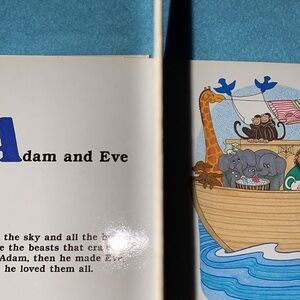 Adam and Eve
the sky and all the
the beasts that
Adam, then he made Eve,
he loved them all.